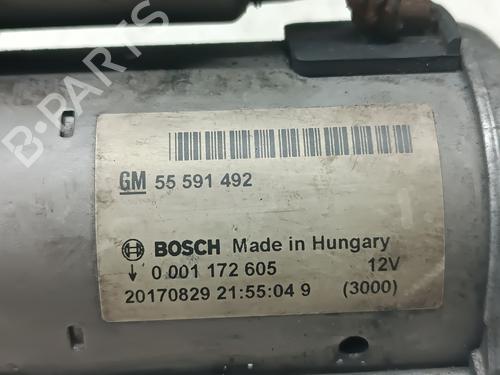 B-PARTS
GM 55 591 492
BOSCH Made in Hungary
↓ 0 001 172 605 12V
20170829 21:55:04 9 (3000)